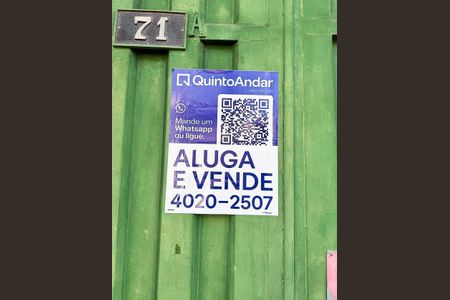 71
A
QuintoAndar
Mande um
Whatsapp
ou ligue.
ALUGA
E VENDE
4020-2507